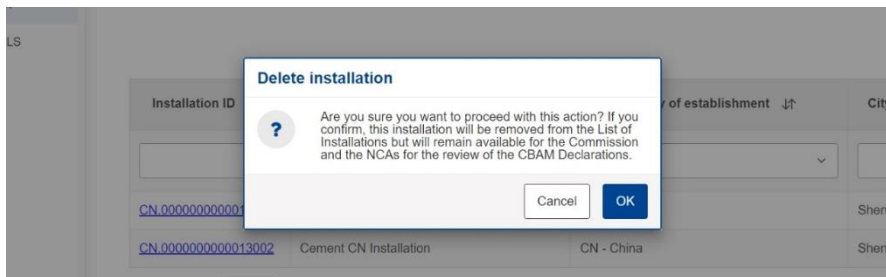 LS
Delete installation
Installation ID
y of establishment
Cit
Are you sure you want to proceed with this action? If you
confirm, this installation will be removed from the List of
Installations but will remain available for the Commission
and the NCAs for the review of the CBAM Declarations.
?
Cancel
OK
CN.000000000001
Shen
CN.0000000000013002 Cement CN Installation CN - China Shen